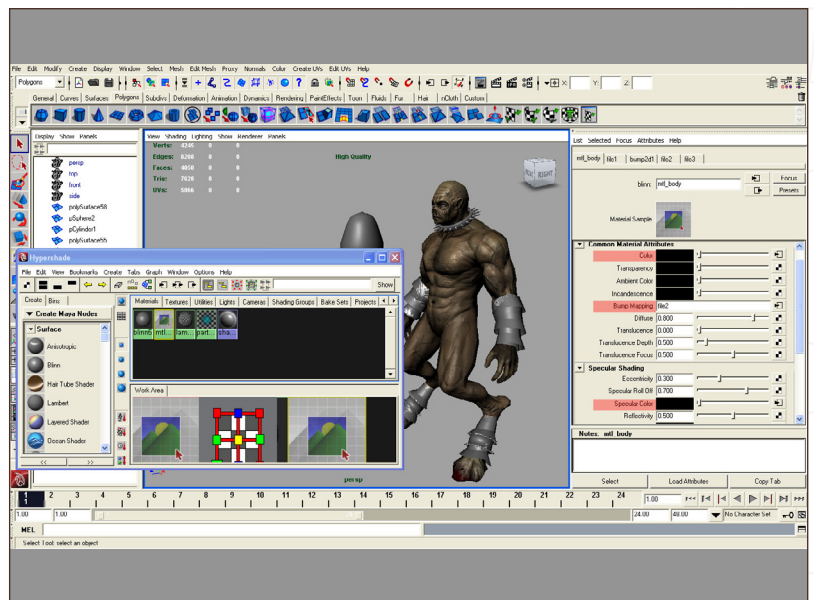 File Edit Modify Create Display Window Select Mesh Edit Mesh Proxy Normals Color Create UVs Edit UVs Help
Polygons X: Y: Z:
General Curves Surfaces Polygons Subdivs Deformation Animation Dynamics Rendering PaintEffects Toon Fluids Fur Hair nCloth Custom
Display Show Panels
persp
top
front
side
polySurface58
pSphere2
pCylinder1
polySurface55
View Shading Lighting Show Renderer Panels
Verts: 4245 0 0
Edges: 8288 0 0
Faces: 4050 0 0
Tris: 7628 0 0
UVs: 5066 0 0
High Quality
FRONT RIGHT
persp
Hypershade
File Edit View Bookmarks Create Tabs Graph Window Options Help
Show
Create Bins
Create Maya Nodes
Surface
Anisotropic
Blinn
Hair Tube Shader
Lambert
Layered Shader
Ocean Shader
<< >>
Materials Textures Utilities Lights Cameras Shading Groups Bake Sets Projects
blinn6 mtl... lam... part... sha...
Work Area
List Selected Focus Attributes Help
mtl_body file1 bump2d1 file2 file3
blinn: mtl_body
Focus
Presets
Material Sample
Common Material Attributes
Color
Transparency
Ambient Color
Incandescence
Bump Mapping file2
Diffuse 0.800
Translucence 0.000
Translucence Depth 0.500
Translucence Focus 0.500
Specular Shading
Eccentricity 0.300
Specular Roll Off 0.700
Specular Color
Reflectivity 0.500
Notes: mtl_body
Select Load Attributes Copy Tab
1 2 3 4 5 6 7 8 9 10 11 12 13 14 15 16 17 18 19 20 21 22 23 24 1.00
1
1.00 1.00 24.00 48.00 No Character Set
MEL
Select Tool: select an object